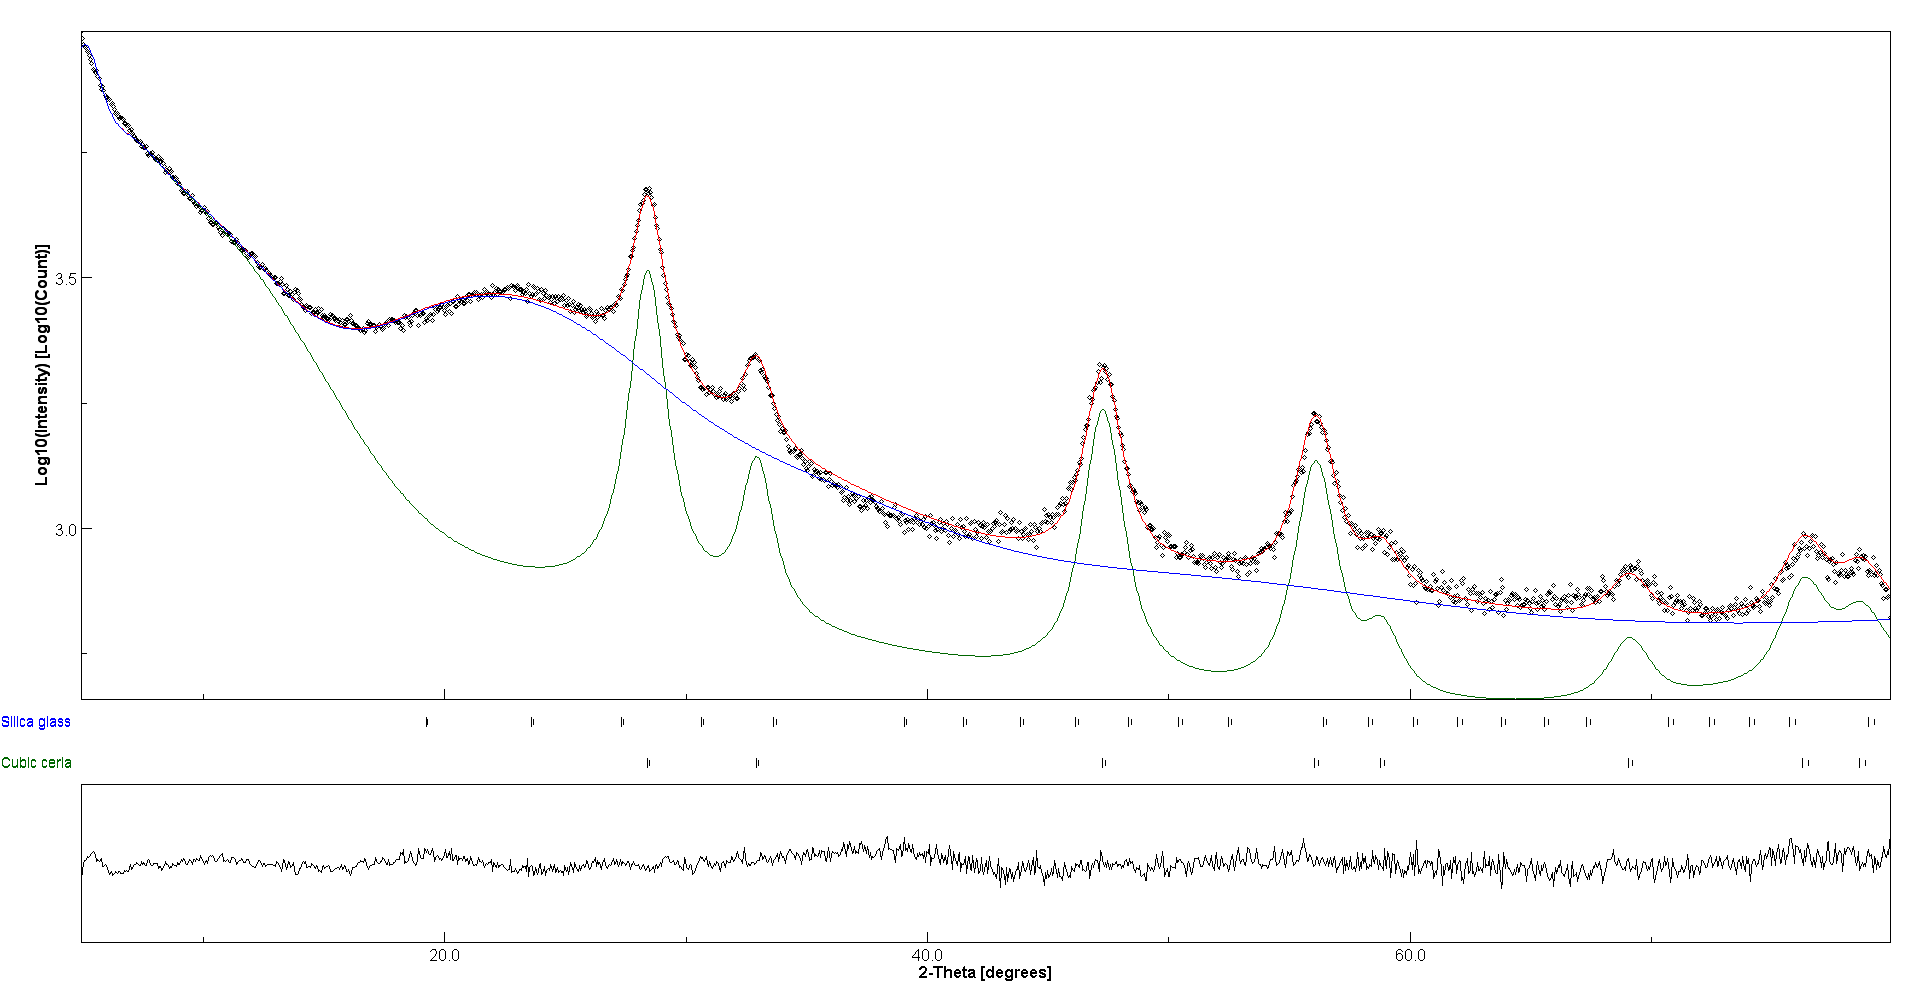 Log10(Intensity) [Log10(Count)]
3.5
3.0
Silica glass
Cubic ceria
20.0 40.0 60.0
2-Theta [degrees]